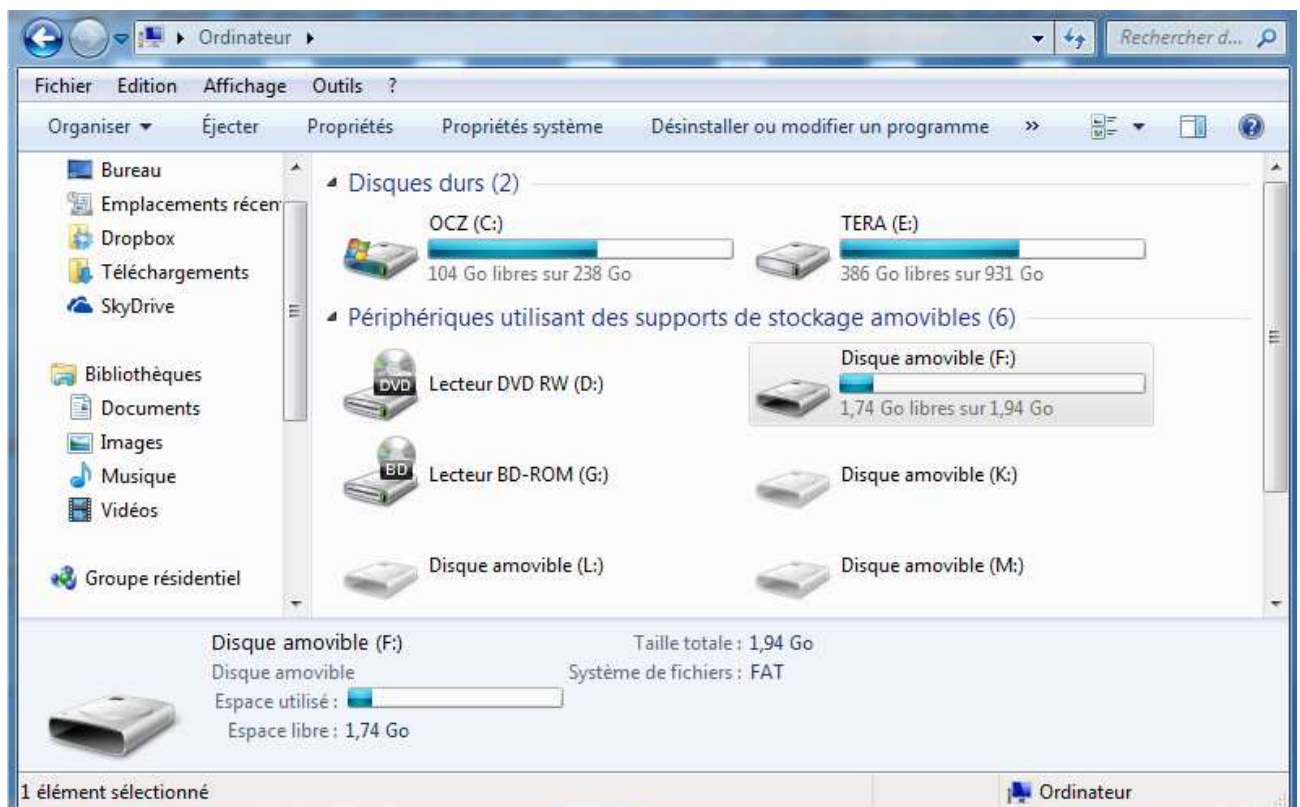 Ordinateur
Rechercher d...
Fichier Edition Affichage Outils ?
Organiser Éjecter Propriétés Propriétés système Désinstaller ou modifier un programme »
Bureau
Emplacements récen
Dropbox
Téléchargements
SkyDrive
Bibliothèques
Documents
Images
Musique
Vidéos
Groupe résidentiel
Disques durs (2)
OCZ (C:)
104 Go libres sur 238 Go
TERA (E:)
386 Go libres sur 931 Go
Périphériques utilisant des supports de stockage amovibles (6)
DVD
Lecteur DVD RW (D:)
Disque amovible (F:)
1,74 Go libres sur 1,94 Go
BD
Lecteur BD-ROM (G:)
Disque amovible (K:)
Disque amovible (L:)
Disque amovible (M:)
Disque amovible (F:)
Disque amovible
Espace utilisé :
Espace libre : 1,74 Go
Taille totale : 1,94 Go
Système de fichiers : FAT
1 élément sélectionné
Ordinateur